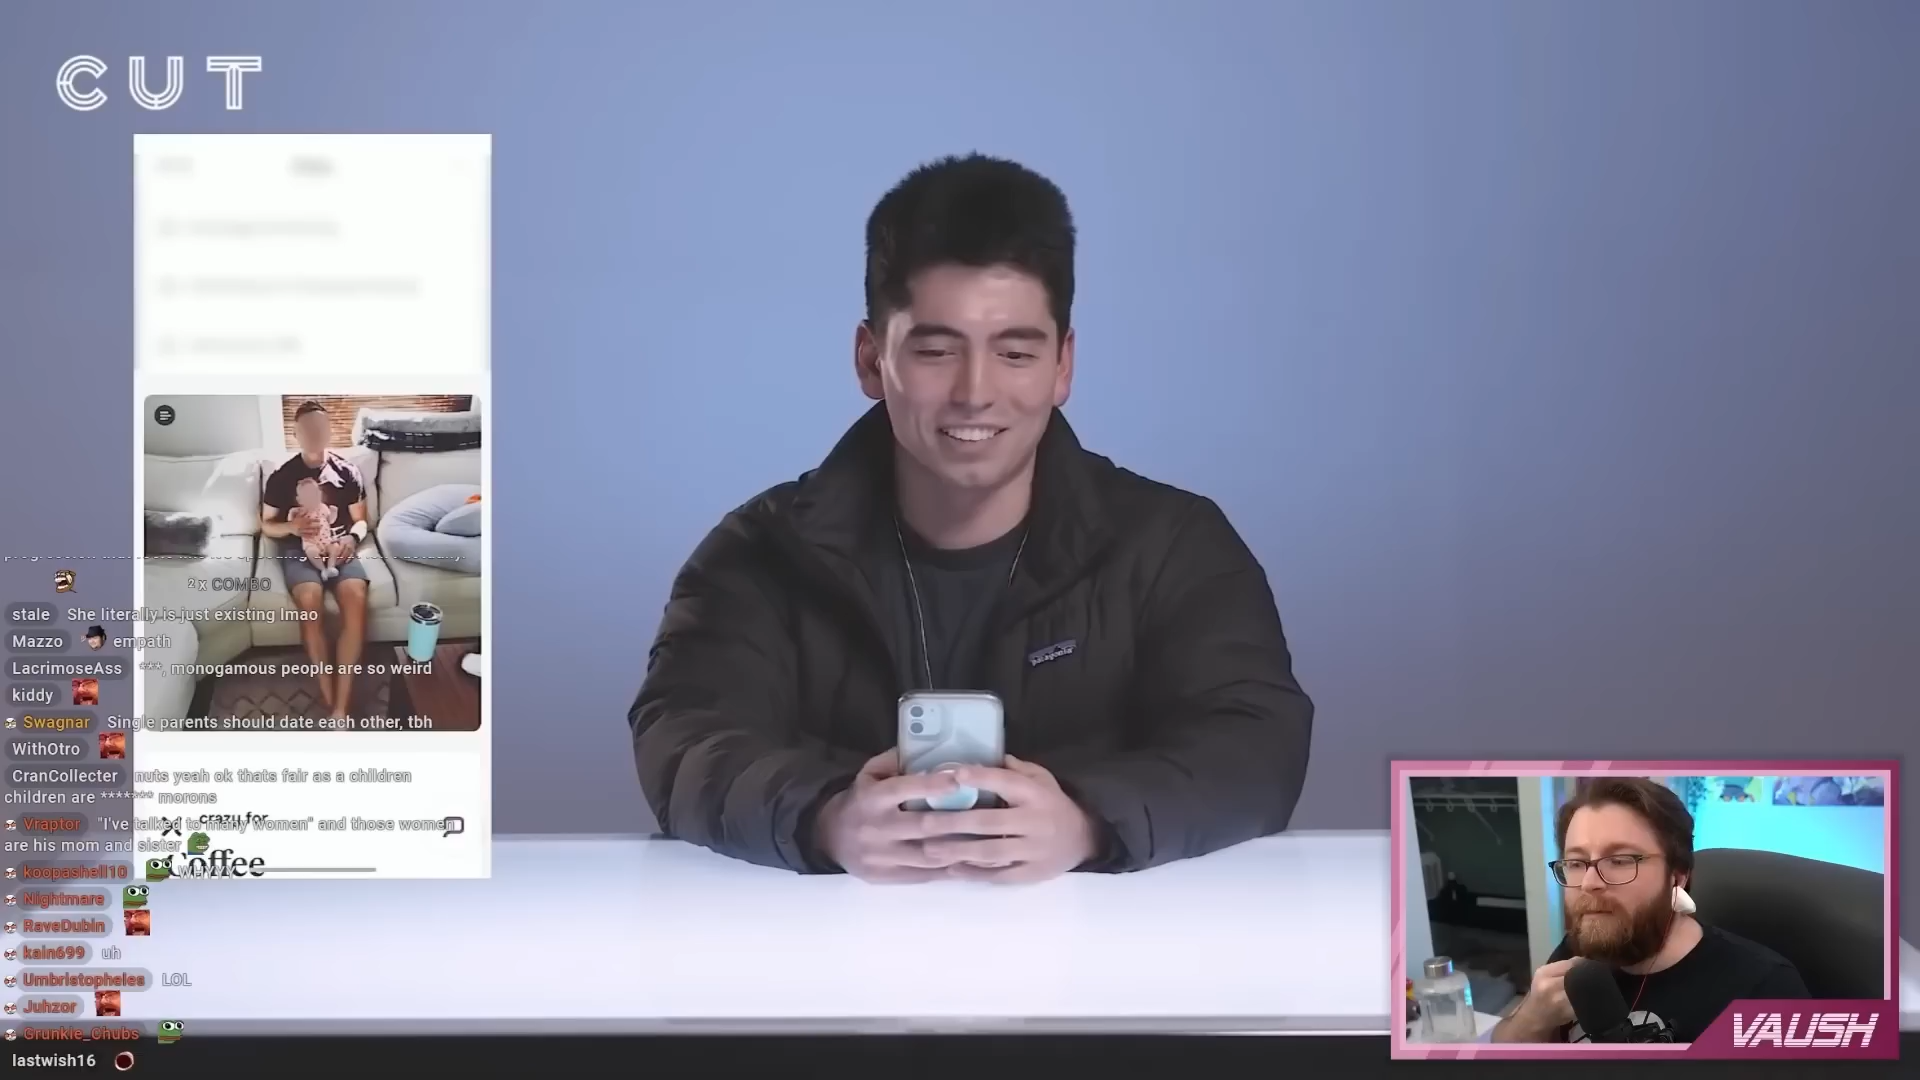 CUT
patagonia
2 x COMBO
stale She literally is just existing lmao
Mazzo empath
LacrimoseAss ***, monogamous people are so weird
kiddy
Swagnar Single parents should date each other, tbh
WithOtro
CranCollecter nuts yeah ok thats fair as a children
children are ******* morons
crazy for
Coffee
Vraptor "I've talked to many women" and those women
are his mom and sister
koopashell10 WHYYY
Nightmare
RaveDubin
kain699 uh
Umbristopheles LOL
Juhzor
Grunkle_Chubs
lastwish16
VAUSH